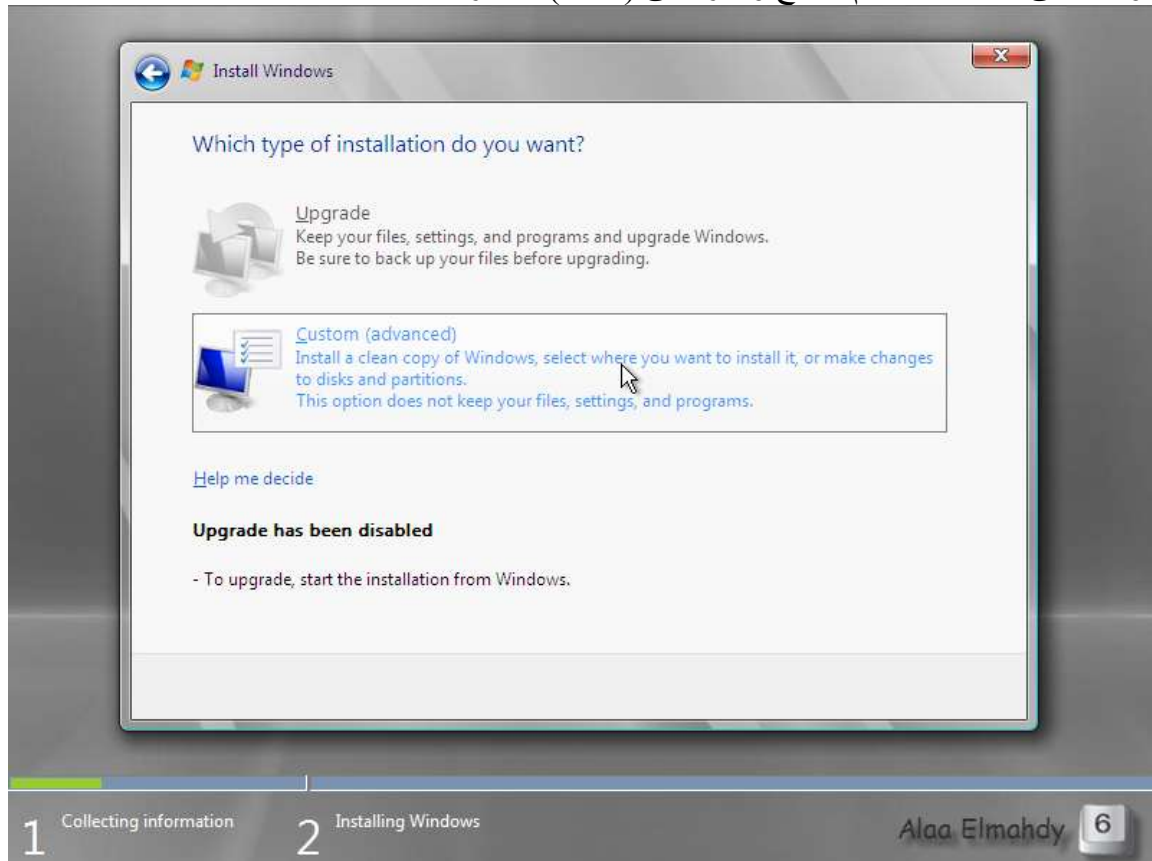 Install Windows
Which type of installation do you want?
Upgrade
Keep your files, settings, and programs and upgrade Windows.
Be sure to back up your files before upgrading.
Custom (advanced)
Install a clean copy of Windows, select where you want to install it, or make changes
to disks and partitions.
This option does not keep your files, settings, and programs.
Help me decide
Upgrade has been disabled
- To upgrade, start the installation from Windows.
1 Collecting information 2 Installing Windows
Alaa Elmahdy 6